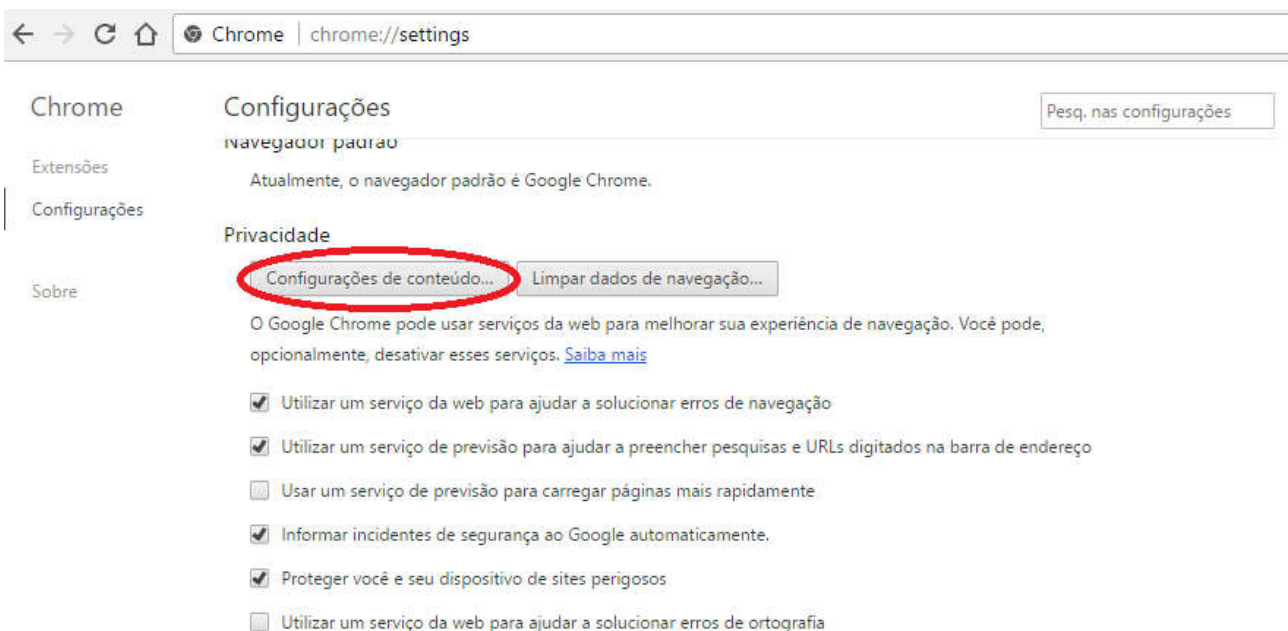 Chrome | chrome://settings
Chrome
Configurações
Pesq. nas configurações
Navegador padrão
Extensões
Atualmente, o navegador padrão é Google Chrome.
Configurações
Privacidade
Configurações de conteúdo... Limpar dados de navegação...
Sobre
O Google Chrome pode usar serviços da web para melhorar sua experiência de navegação. Você pode,
opcionalmente, desativar esses serviços. Saiba mais
Utilizar um serviço da web para ajudar a solucionar erros de navegação
Utilizar um serviço de previsão para ajudar a preencher pesquisas e URLs digitados na barra de endereço
Usar um serviço de previsão para carregar páginas mais rapidamente
Informar incidentes de segurança ao Google automaticamente.
Proteger você e seu dispositivo de sites perigosos
Utilizar um serviço da web para ajudar a solucionar erros de ortografia